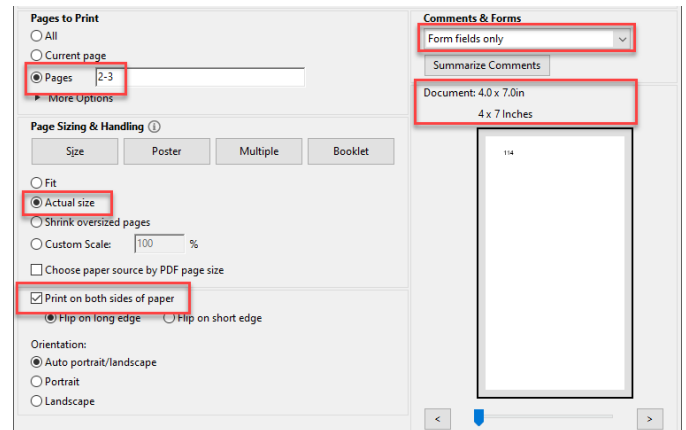 Pages to Print
All
Current page
Pages 2-3
More Options
Page Sizing & Handling
Size Poster Multiple Booklet
Fit
Actual size
Shrink oversized pages
Custom Scale: 100 %
Choose paper source by PDF page size
Print on both sides of paper
Flip on long edge Flip on short edge
Orientation:
Auto portrait/landscape
Portrait
Landscape
Comments & Forms
Form fields only
Summarize Comments
Document: 4.0 x 7.0in
4 x 7 Inches
114
< >